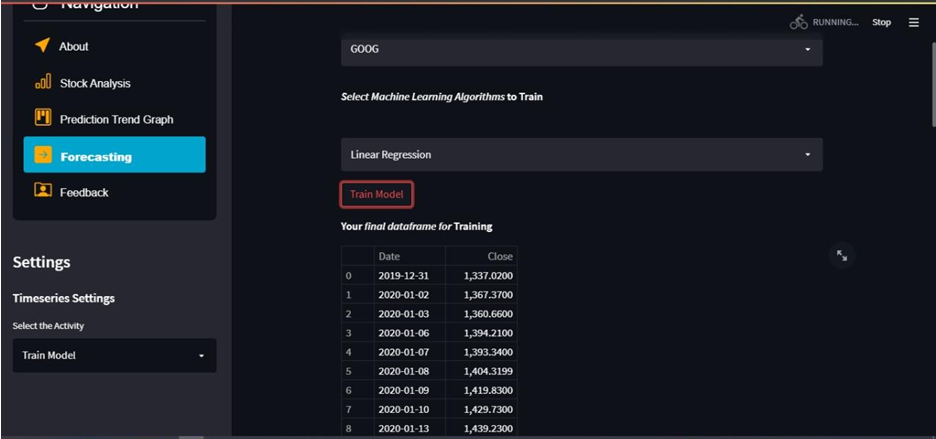 Navigation
RUNNING...
Stop
About
GOOG
Stock Analysis
Select Machine Learning Algorithms to Train
Prediction Trend Graph
Forecasting
Linear Regression
Feedback
Train Model
Your final dataframe for Training
Date Close
0 2019-12-31 1,337.0200
1 2020-01-02 1,367.3700
2 2020-01-03 1,360.6600
3 2020-01-06 1,394.2100
4 2020-01-07 1,393.3400
5 2020-01-08 1,404.3199
6 2020-01-09 1,419.8300
7 2020-01-10 1,429.7300
8 2020-01-13 1,439.2300
Settings
Timeseries Settings
Select the Activity
Train Model